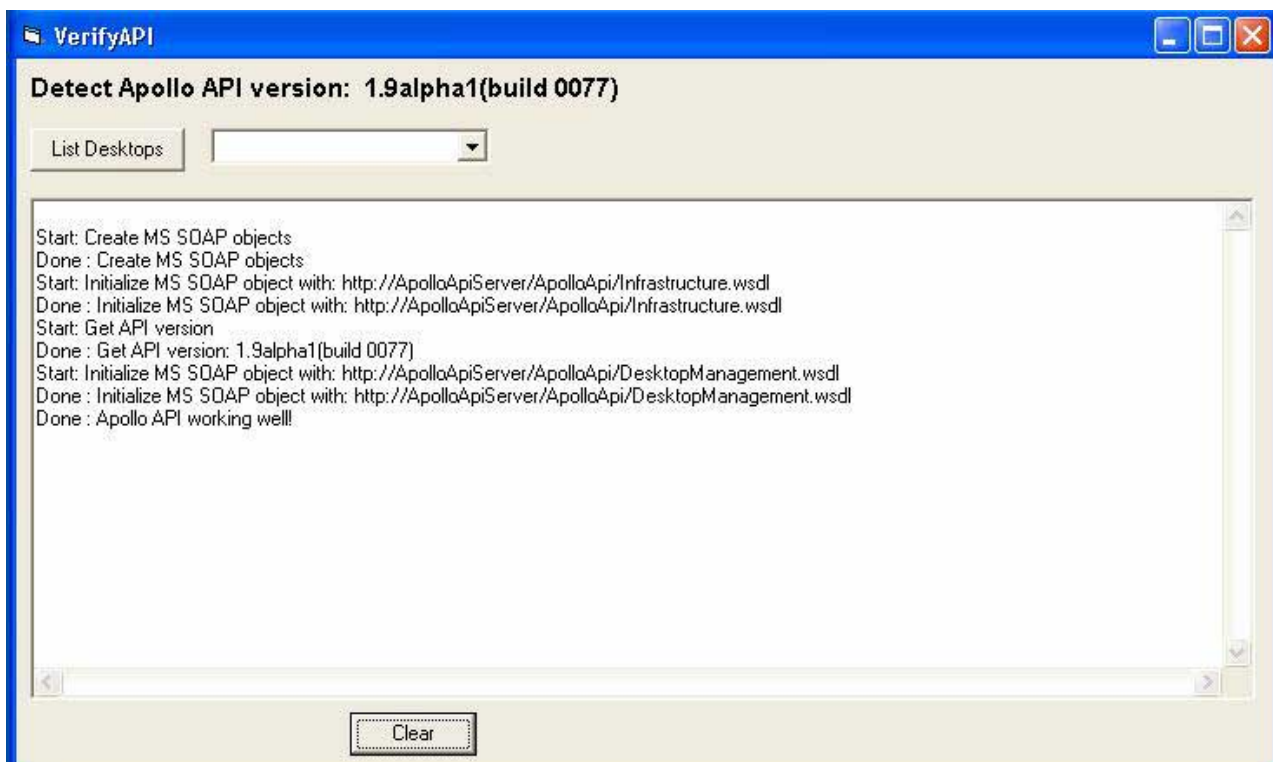 VerifyAPI
Detect Apollo API version: 1.9alpha1(build 0077)
List Desktops
Start: Create MS SOAP objects
Done : Create MS SOAP objects
Start: Initialize MS SOAP object with: http://ApolloApiServer/ApolloApi/Infrastructure.wsdl
Done : Initialize MS SOAP object with: http://ApolloApiServer/ApolloApi/Infrastructure.wsdl
Start: Get API version
Done : Get API version: 1.9alpha1(build 0077)
Start: Initialize MS SOAP object with: http://ApolloApiServer/ApolloApi/DesktopManagement.wsdl
Done : Initialize MS SOAP object with: http://ApolloApiServer/ApolloApi/DesktopManagement.wsdl
Done : Apollo API working well!
Clear